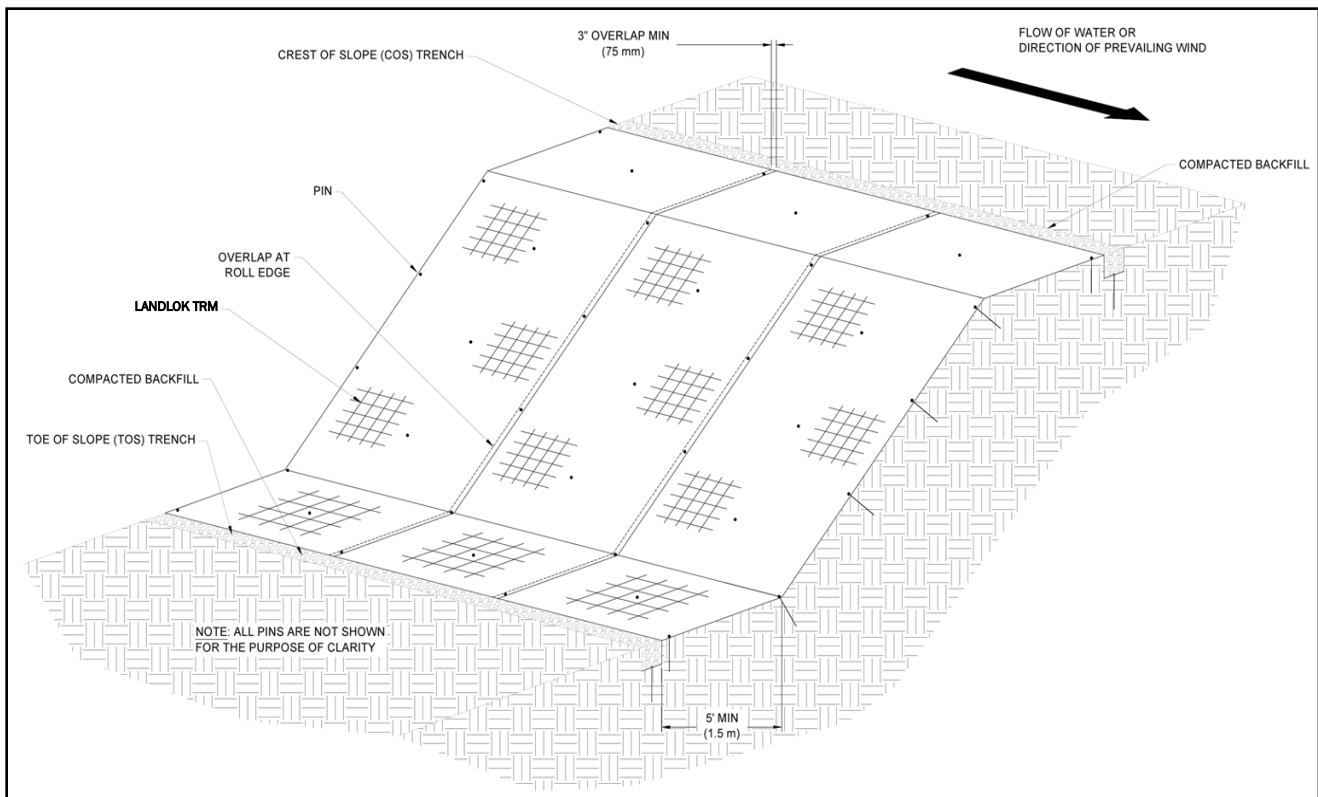 3" OVERLAP MIN
(75 mm)
FLOW OF WATER OR
DIRECTION OF PREVAILING WIND
CREST OF SLOPE (COS) TRENCH
COMPACTED BACKFILL
PIN
OVERLAP AT
ROLL EDGE
LANDLOK TRM
COMPACTED BACKFILL
TOE OF SLOPE (TOS) TRENCH
NOTE: ALL PINS ARE NOT SHOWN
FOR THE PURPOSE OF CLARITY
5' MIN
(1.5 m)